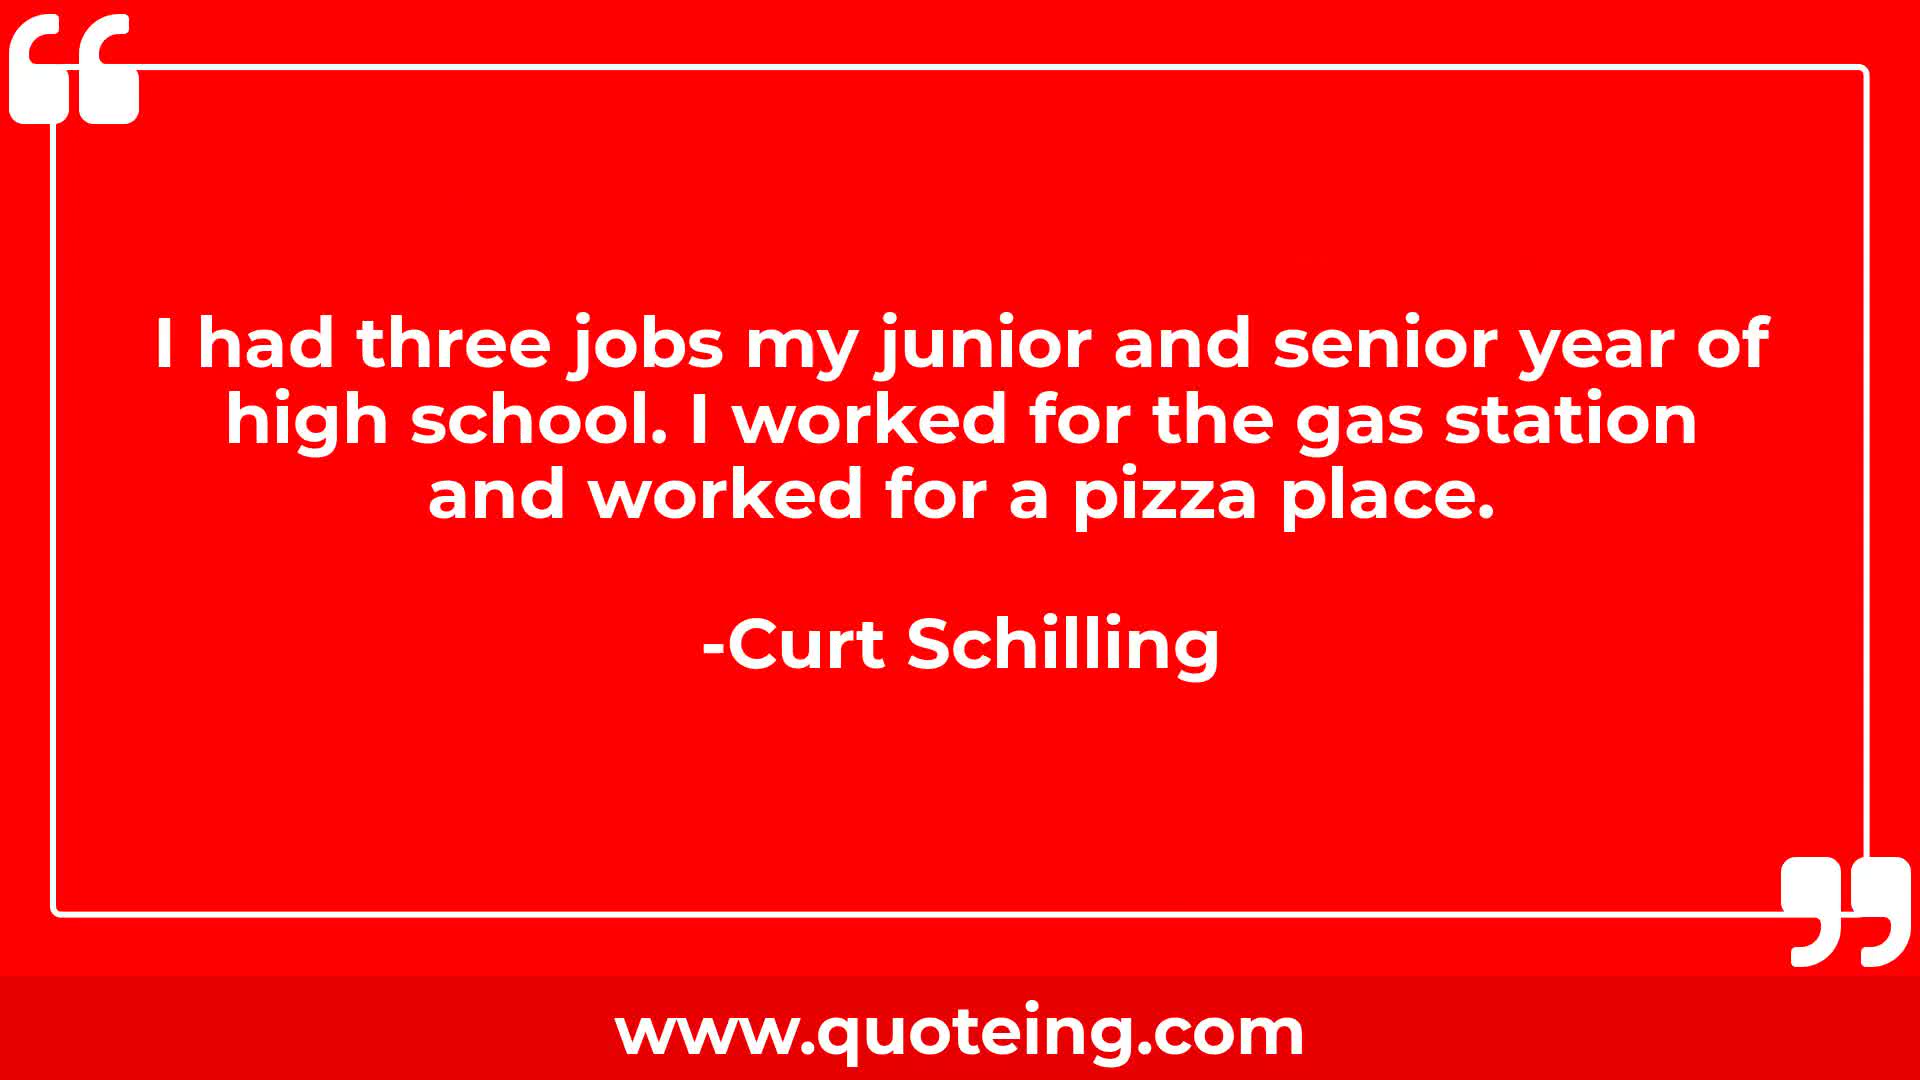 I had three jobs my junior and senior year of
high school. I worked for the gas station
and worked for a pizza place.
-Curt Schilling
www.quoteing.com